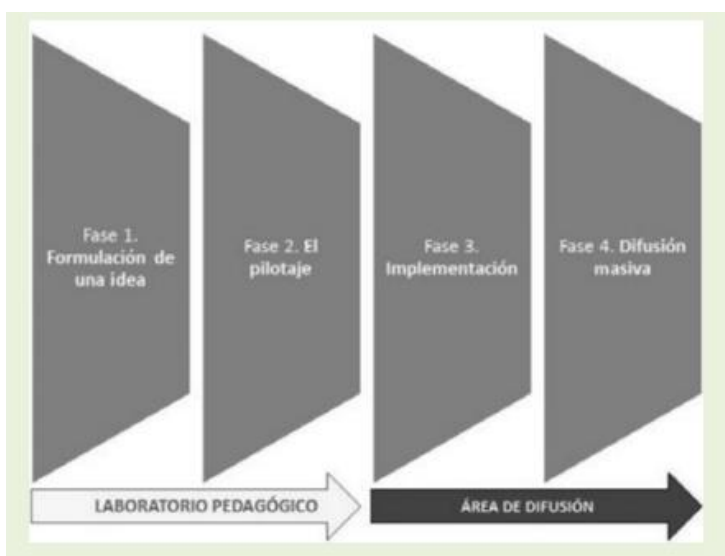 Fase 1.
Formulación de
una idea
Fase 2. El
pilotaje
Fase 3.
Implementación
Fase 4. Difusión
masiva
LABORATORIO PEDAGÓGICO
ÁREA DE DIFUSIÓN